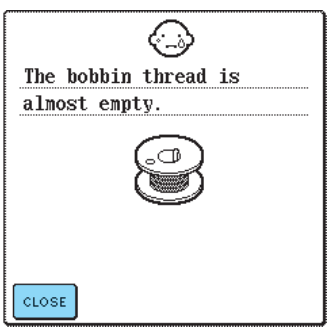 The bobbin thread is
almost empty.
CLOSE